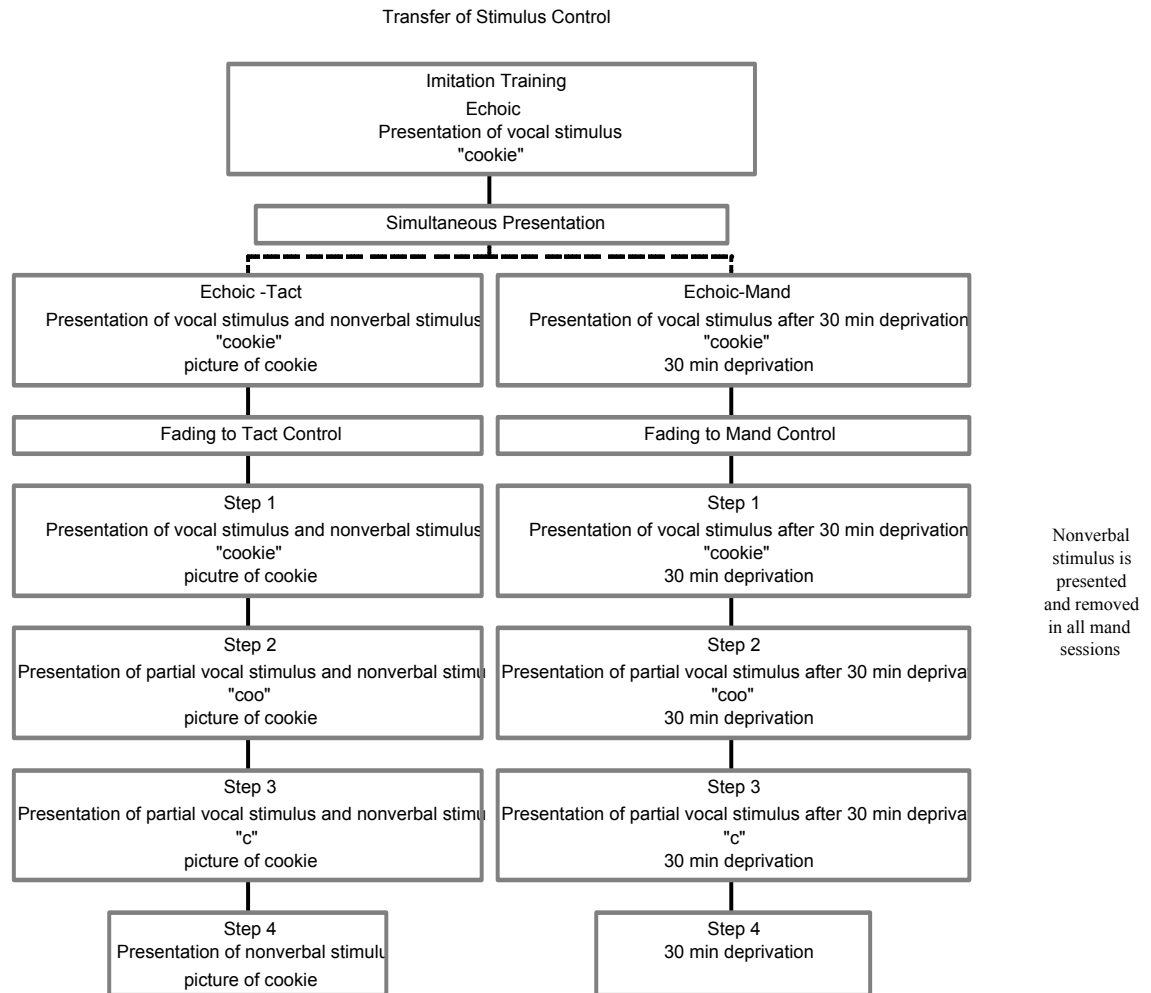 Transfer of Stimulus Control
Imitation Training
Echoic
Presentation of vocal stimulus
"cookie"
Simultaneous Presentation
Echoic -Tact
Presentation of vocal stimulus and nonverbal stimulus
"cookie"
picture of cookie
Echoic-Mand
Presentation of vocal stimulus after 30 min deprivation
"cookie"
30 min deprivation
Fading to Tact Control
Fading to Mand Control
Step 1
Presentation of vocal stimulus and nonverbal stimulus
"cookie"
picutre of cookie
Step 1
Presentation of vocal stimulus after 30 min deprivation
"cookie"
30 min deprivation
Nonverbal
stimulus is
presented
and removed
in all mand
sessions
Step 2
Presentation of partial vocal stimulus and nonverbal stimu
"coo"
picture of cookie
Step 2
Presentation of partial vocal stimulus after 30 min depriva
"coo"
30 min deprivation
Step 3
Presentation of partial vocal stimulus and nonverbal stimu
"c"
picture of cookie
Step 3
Presentation of partial vocal stimulus after 30 min depriva
"c"
30 min deprivation
Step 4
Presentation of nonverbal stimulu
picture of cookie
Step 4
30 min deprivation